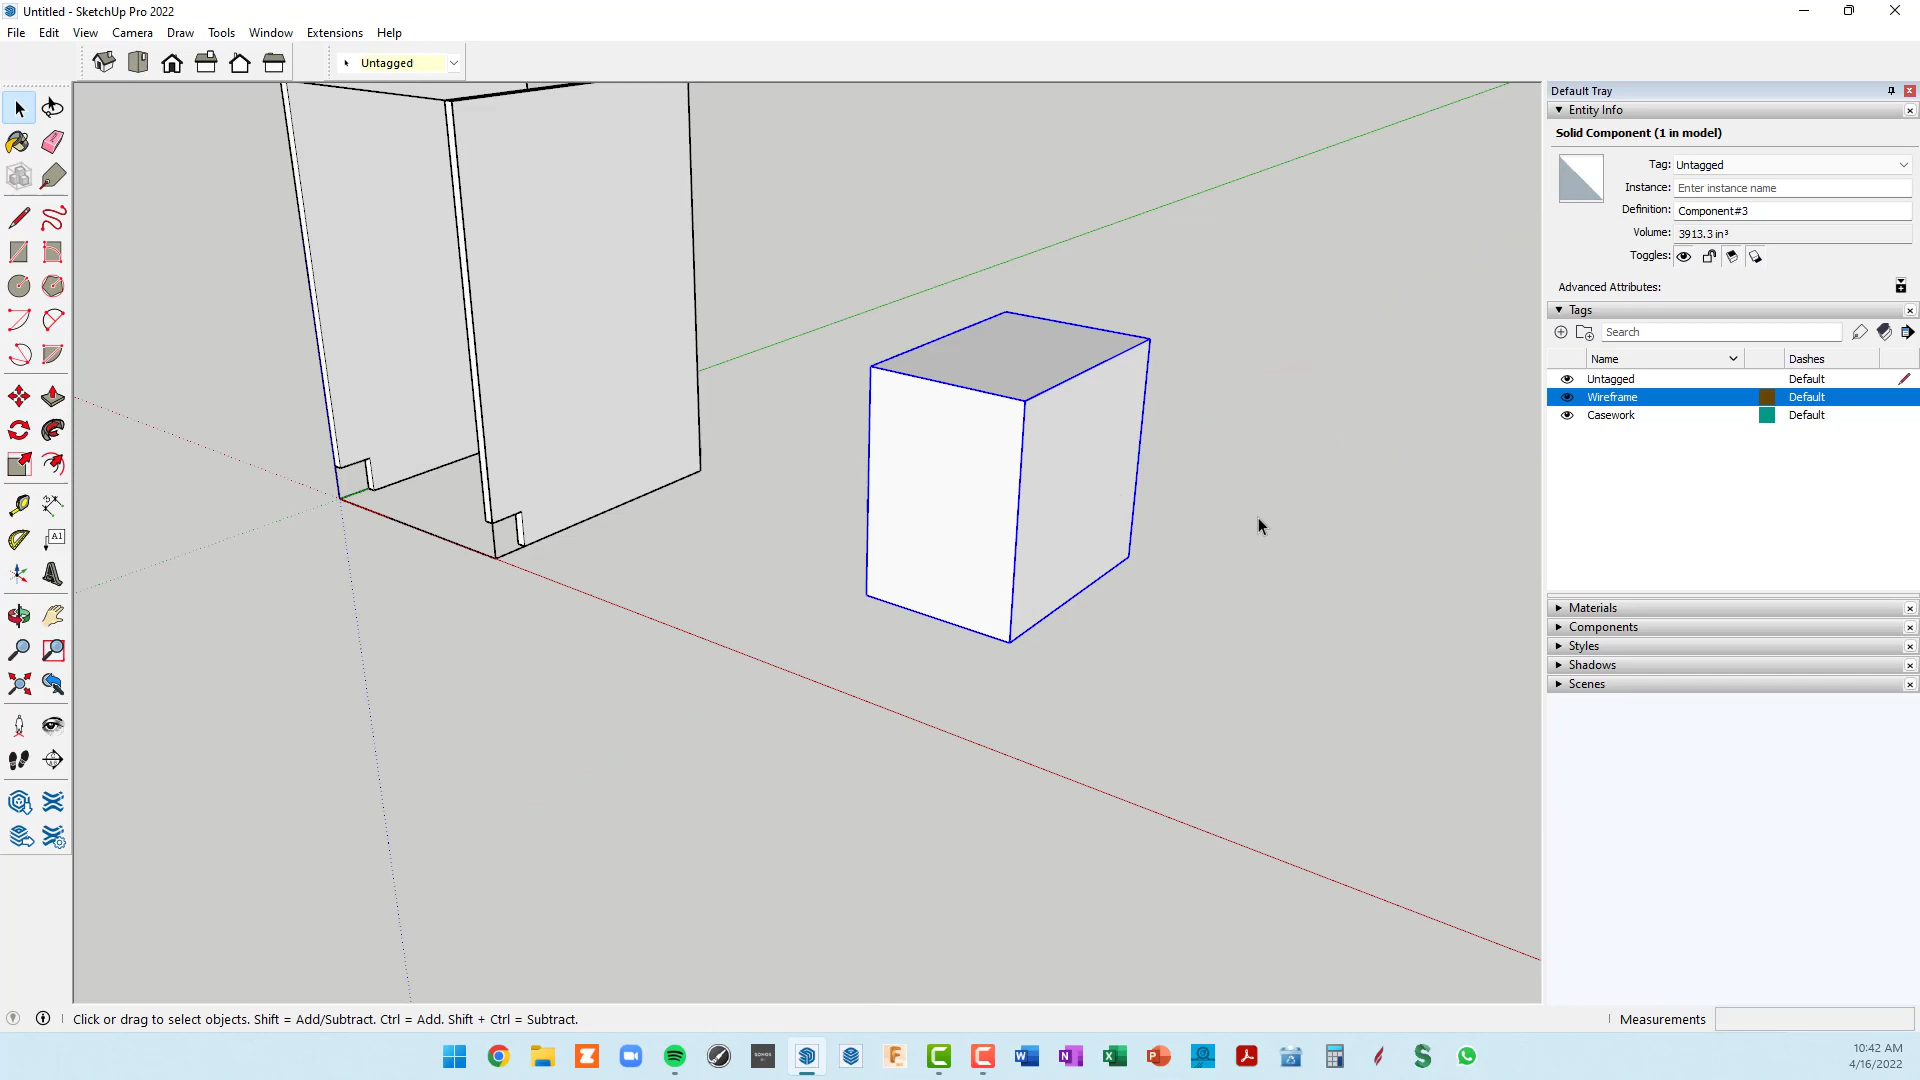 Untitled - SketchUp Pro 2022
File Edit View Camera Draw Tools Window Extensions Help
Untagged
Default Tray
Entity Info
Solid Component (1 in model)
Tag: Untagged
Instance: Enter instance name
Definition: Component#3
Volume: 3913.3 in³
Toggles:
Advanced Attributes:
Tags
Search
Name Dashes
Untagged Default
Wireframe Default
Casework Default
A1
Materials
Components
Styles
Shadows
Scenes
Click or drag to select objects. Shift = Add/Subtract. Ctrl = Add. Shift + Ctrl = Subtract.
Measurements
SONOS
10:42 AM
4/16/2022